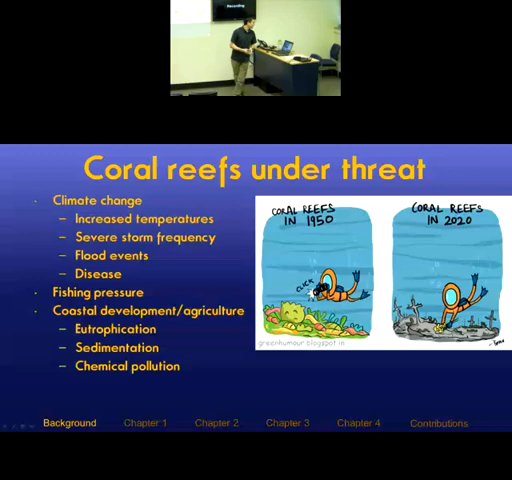 Recording
Coral reefs under threat
· Climate change
– Increased temperatures
– Severe storm frequency
– Flood events
– Disease
· Fishing pressure
· Coastal development/agriculture
– Eutrophication
– Sedimentation
– Chemical pollution
CORAL REEFS
IN 1950
CLICK
greenhumour.blogspot.in
CORAL REEFS
IN 2020
Background Chapter 1 Chapter 2 Chapter 3 Chapter 4 Contributions